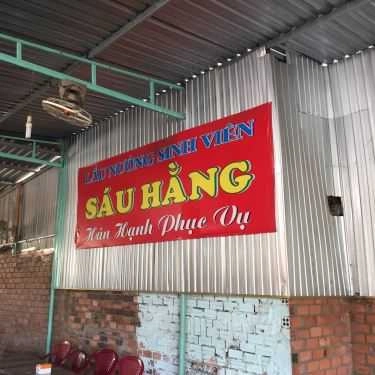 LẨU NƯỚNG SINH VIÊN
SÁU HẰNG
Hân Hạnh Phục Vụ